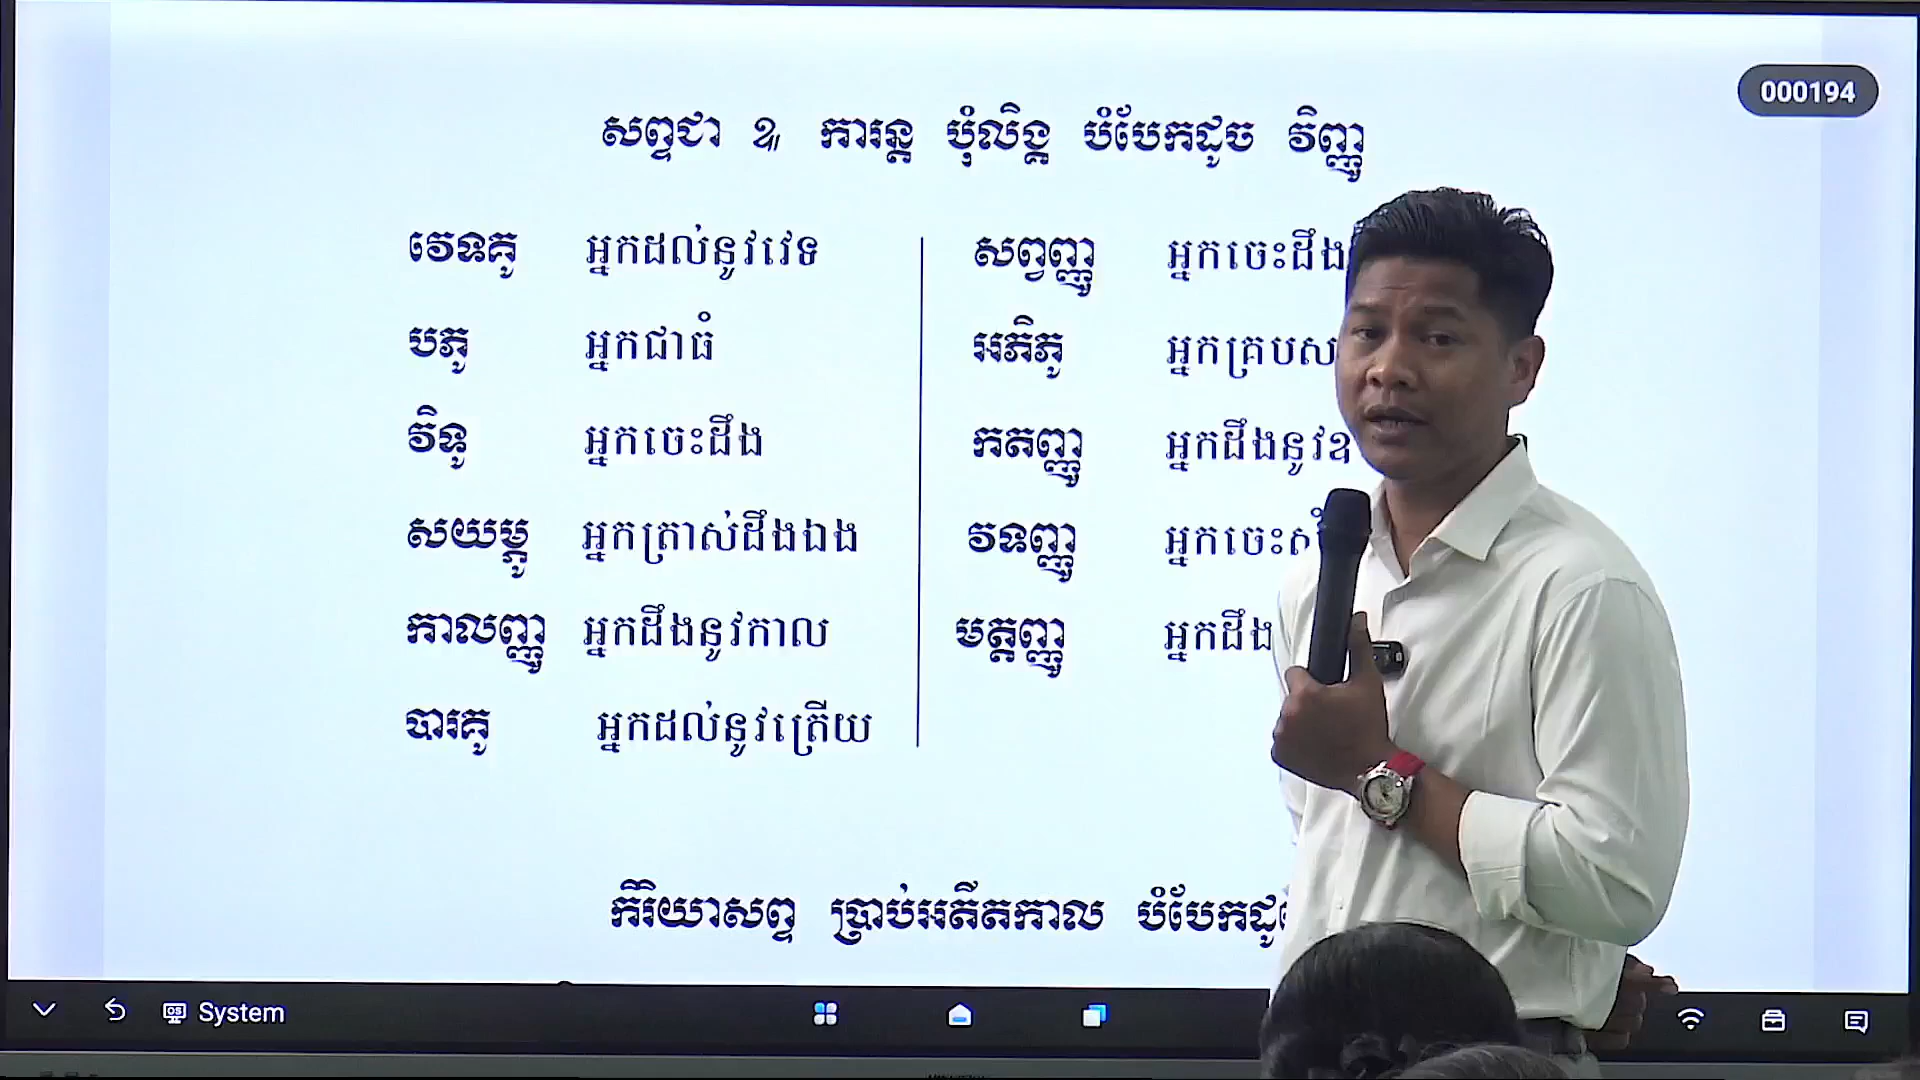 000194
សព្ទជា ឪ ការន្ត បុំលិង្គ បំបែកដូច វិញ្ញូ
វេទគូ អ្នកដល់នូវវេទ
បភូ អ្នកជាធំ
វិទូ អ្នកចេះដឹង
សយម្ភូ អ្នកត្រាស់ដឹងឯង
កាលញ្ញូ អ្នកដឹងនូវកាល
បារគូ អ្នកដល់នូវត្រើយ
សព្វញ្ញូ អ្នកចេះដឹង
អភិភូ អ្នកគ្របស
កតញ្ញូ អ្នកដឹងនូវឧ
វទញ្ញូ អ្នកចេះ
មត្តញ្ញូ អ្នកដឹង
កិរិយាសព្ទ ប្រាប់អតីតកាល បំបែកដូ
System